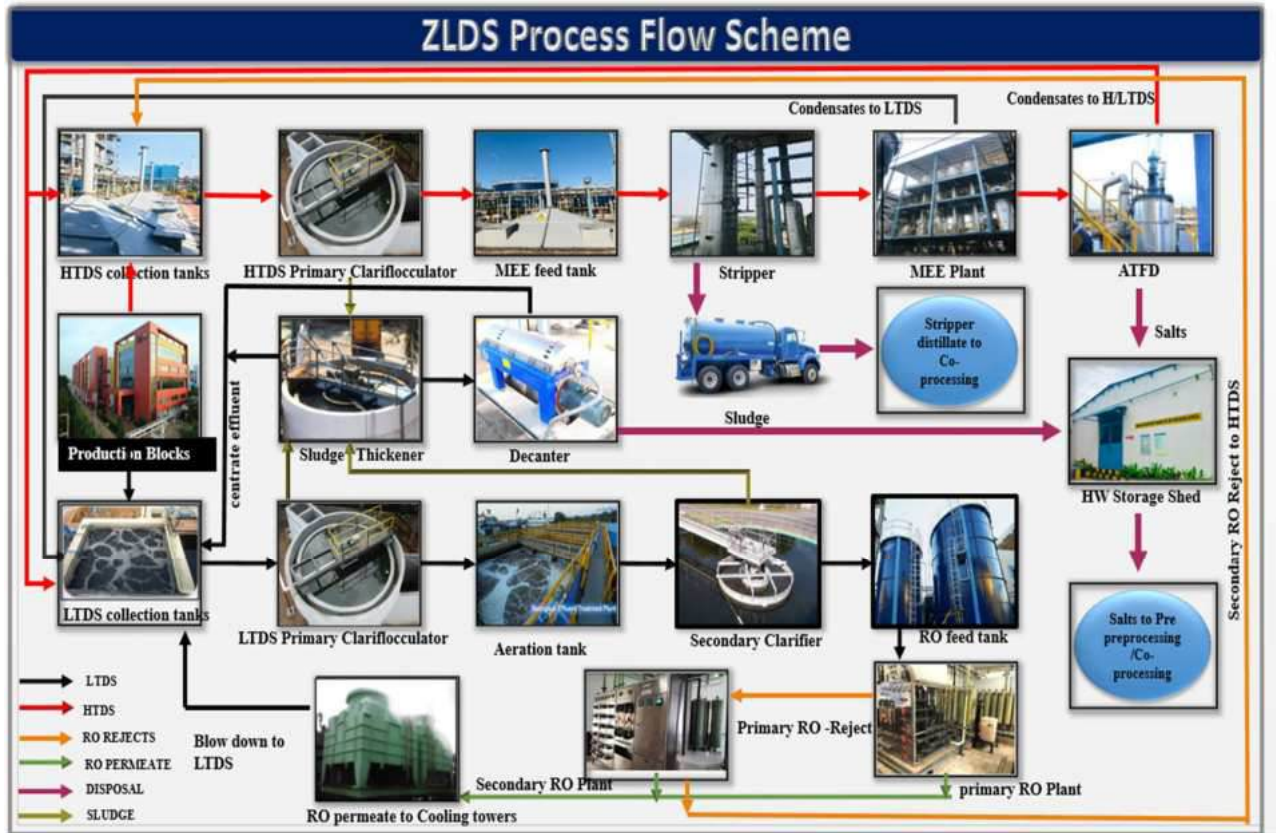 ZLDS Process Flow Scheme
Condensates to LTDS
Condensates to H/LTDS
HTDS collection tanks
HTDS Primary Clariflocculator
MEE feed tank
Stripper
MEE Plant
ATFD
Stripper
distillate to
Co-
processing
Salts
Sludge
Production Blocks
centrate effluent
Sludge Thickener
Decanter
HW Storage Shed
Secondary RO Reject to HTDS
LTDS collection tanks
LTDS Primary Clariflocculator
Aeration tank
Secondary Clarifier
RO feed tank
Salts to Pre
preprocessing
/Co-
processing
LTDS
HTDS
RO REJECTS
RO PERMEATE
DISPOSAL
SLUDGE
Blow down to
LTDS
Primary RO -Reject
Secondary RO Plant
primary RO Plant
RO permeate to Cooling towers